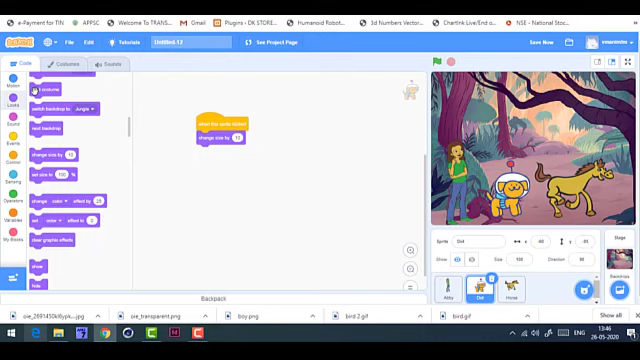 e-Payment for TIN
APPSC
Welcome To TRANS...
Gmail
Plugins ‹ DK STORE...
Humanoid Robot...
3d Numbers Vector...
ChartInk Live/End o...
NSE - National Stoc...
File
Edit
Tutorials
Untitled-12
See Project Page
Save Now
Code
Costumes
Sounds
Motion
Looks
Sound
Events
Control
Sensing
Operators
Variables
My Blocks
costume
switch backdrop to Jungle
next backdrop
change size by 10
set size to 100 %
change color effect by 25
set color effect to 0
clear graphic effects
show
hide
when this sprite clicked
change size by 10
Sprite
Dot
x
y
Show
Size
100
Direction
90
Abby
Dot
Horse
Stage
Backdrops
Backpack
oie_transparent.png
boy.png
bird 2.gif
bird.gif
Show all
ENG
13:46
26-05-2020